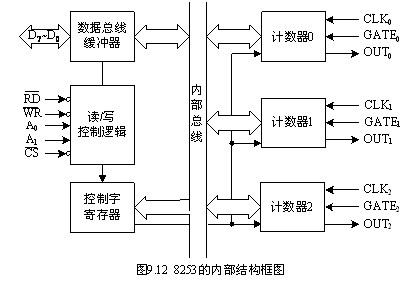 D₇~D₀
数据总线
缓冲器
RD
WR
A₀
A₁
CS
读/写
控制逻辑
控制字
寄存器
内部总线
计数器0
CLK₀
GATE₀
OUT₀
计数器1
CLK₁
GATE₁
OUT₁
计数器2
CLK₂
GATE₂
OUT₂
图9.12 8253的内部结构框图